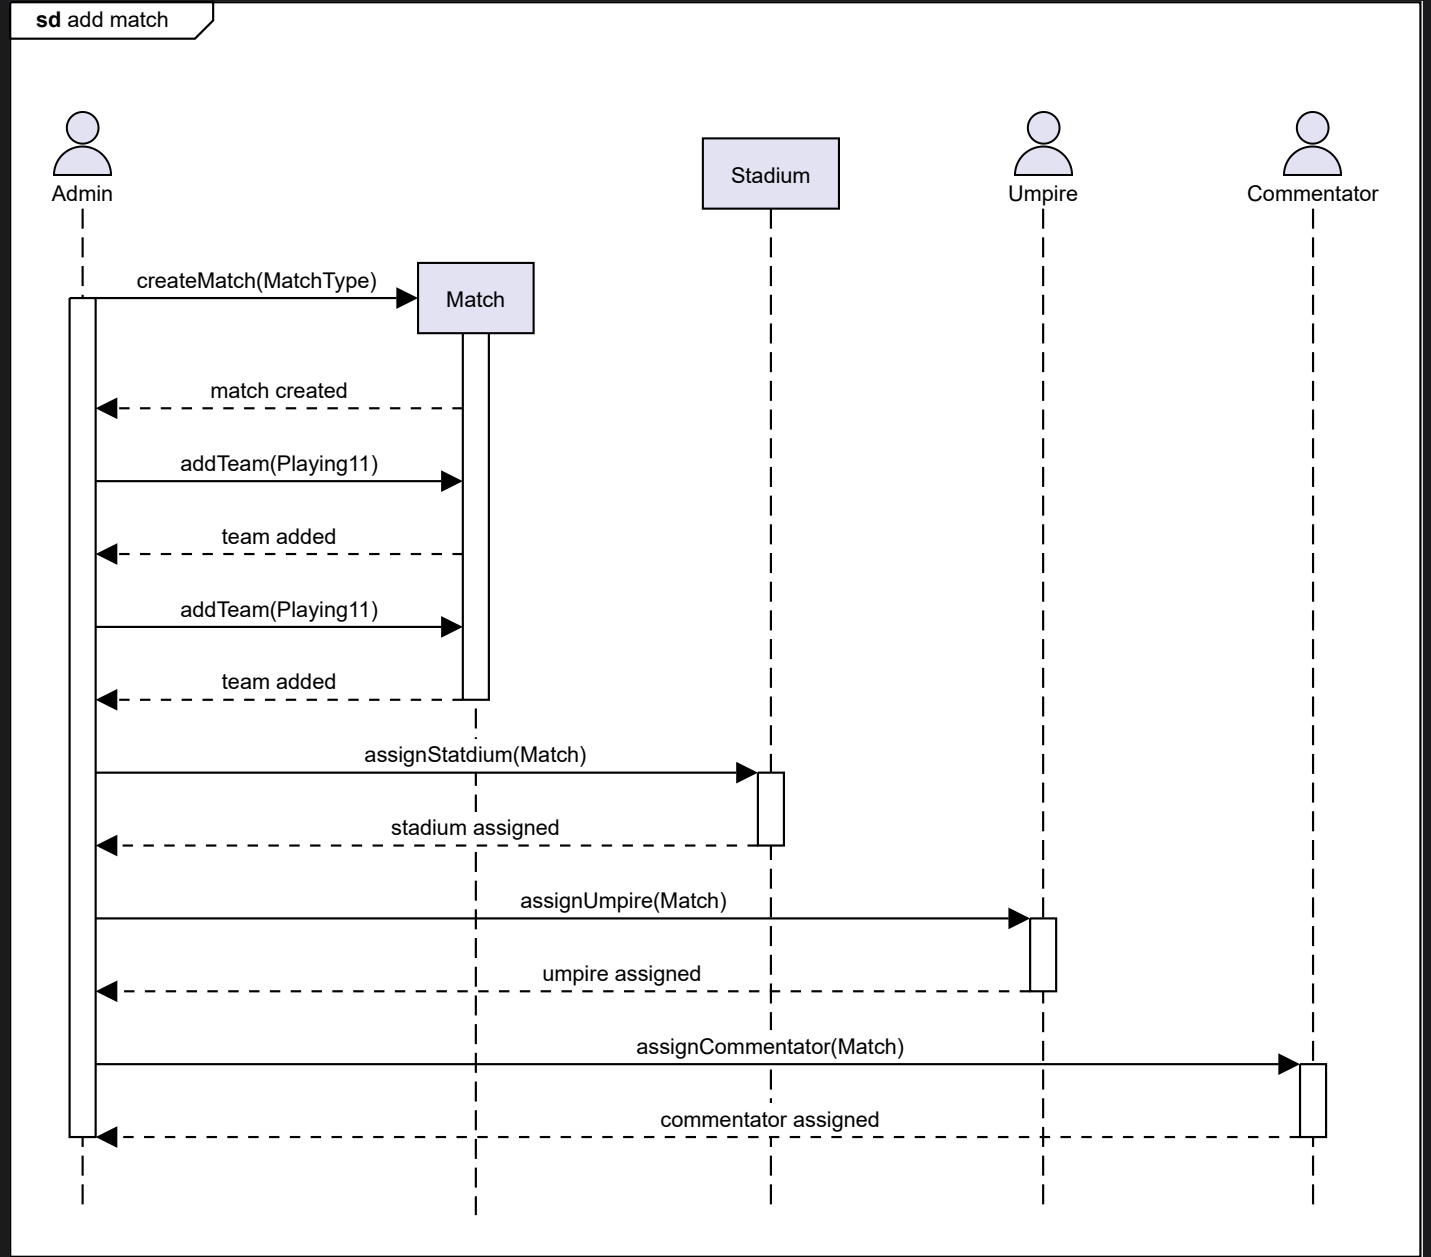 sd add match
Admin
Stadium
Umpire
Commentator
createMatch(MatchType)
Match
match created
addTeam(Playing11)
team added
addTeam(Playing11)
team added
assignStatdium(Match)
stadium assigned
assignUmpire(Match)
umpire assigned
assignCommentator(Match)
commentator assigned